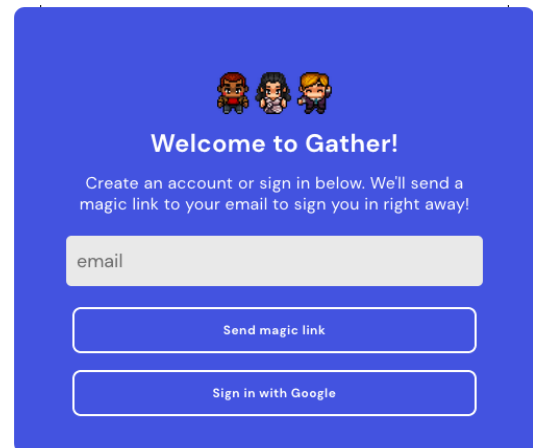 Welcome to Gather!
Create an account or sign in below. We'll send a
magic link to your email to sign you in right away!
email
Send magic link
Sign in with Google